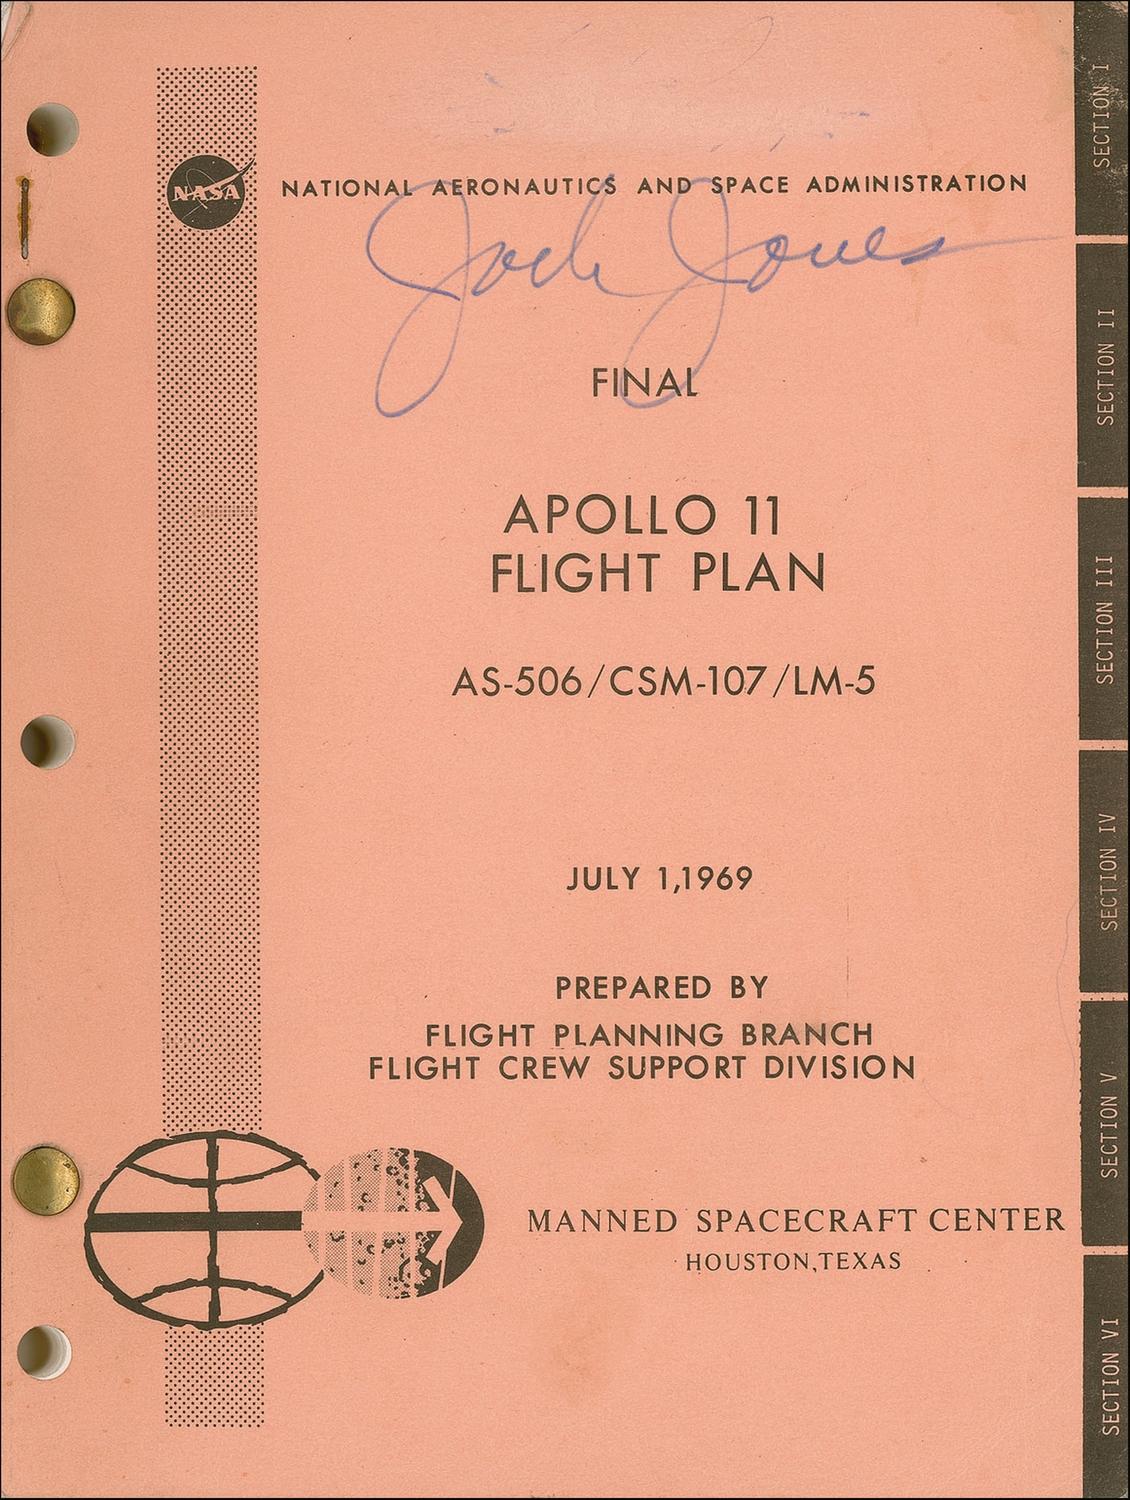 NASA
NATIONAL AERONAUTICS AND SPACE ADMINISTRATION
Jack Jones
FINAL
APOLLO 11
FLIGHT PLAN
AS-506/CSM-107/LM-5
JULY 1,1969
PREPARED BY
FLIGHT PLANNING BRANCH
FLIGHT CREW SUPPORT DIVISION
MANNED SPACECRAFT CENTER
HOUSTON,TEXAS
SECTION I
SECTION II
SECTION III
SECTION IV
SECTION V
SECTION VI